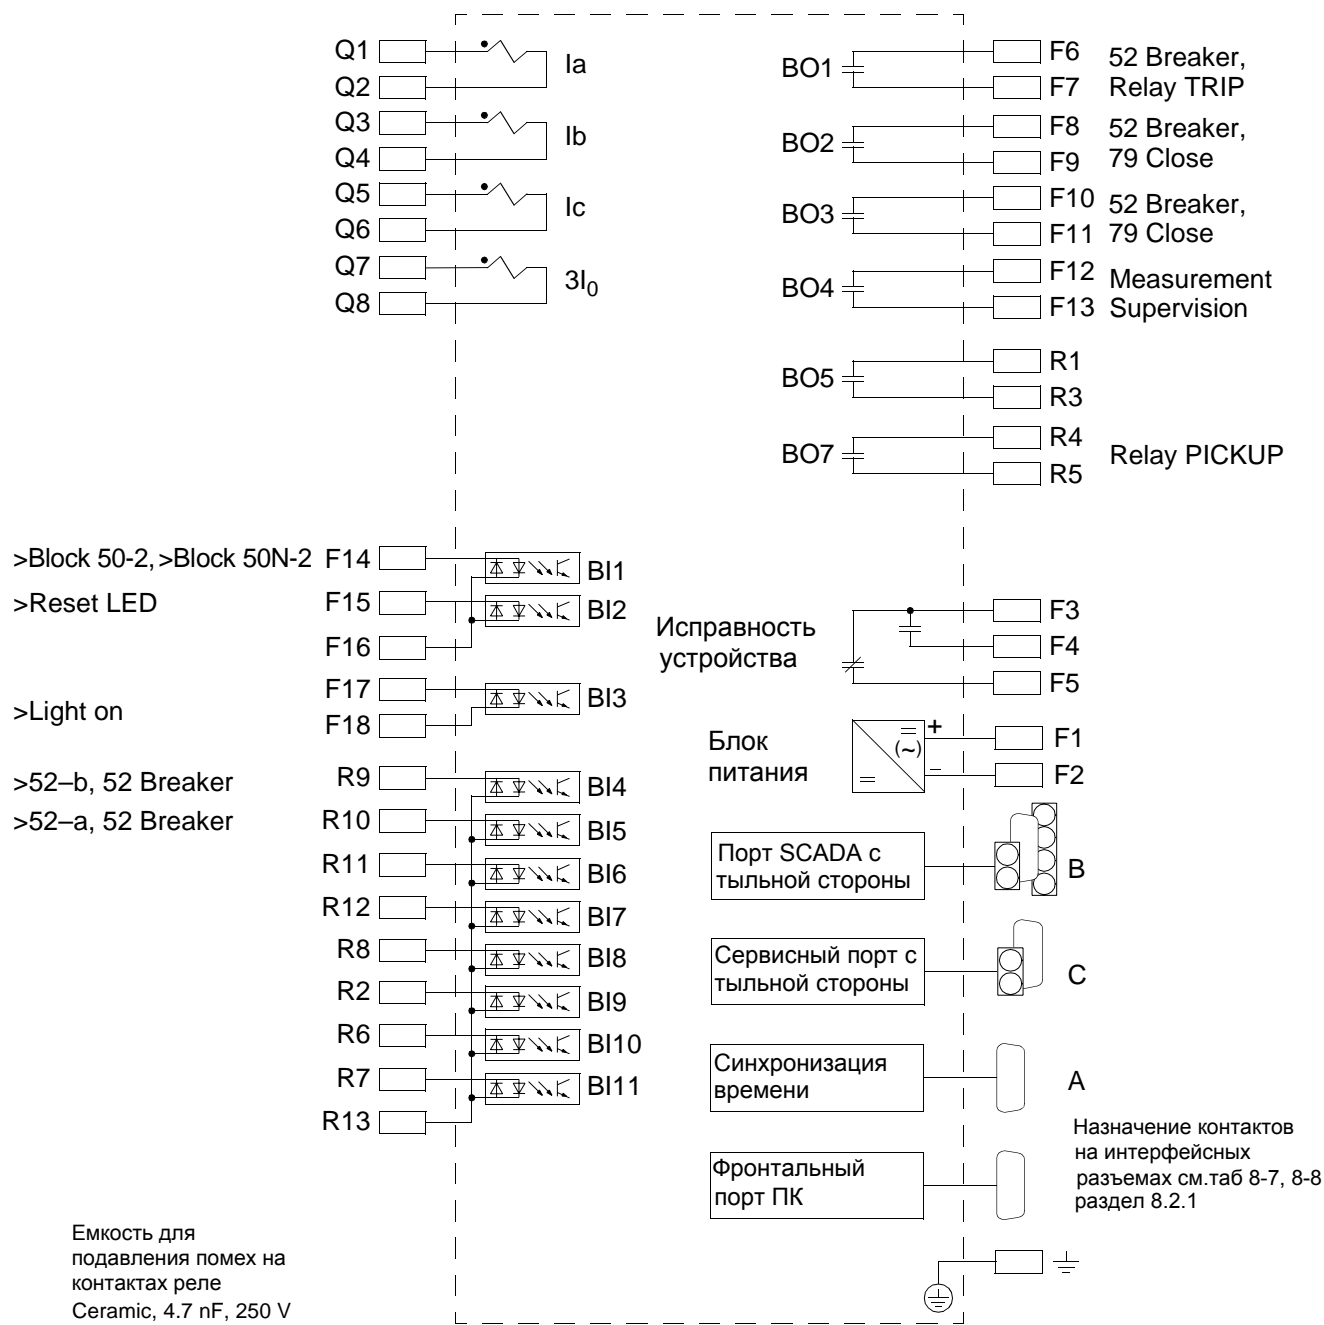 Q1
Ia
Q2
Q3
Ib
Q4
Q5
Ic
Q6
Q7
3I0
Q8
BO1
F6
F7
52 Breaker,
Relay TRIP
BO2
F8
F9
52 Breaker,
79 Close
BO3
F10
F11
52 Breaker,
79 Close
BO4
F12
F13
Measurement
Supervision
BO5
R1
R3
BO7
R4
R5
Relay PICKUP
>Block 50-2, >Block 50N-2
F14
BI1
>Reset LED
F15
BI2
F16
>Light on
F17
F18
BI3
>52–b, 52 Breaker
R9
BI4
>52–a, 52 Breaker
R10
BI5
R11
BI6
R12
BI7
R8
BI8
R2
BI9
R6
BI10
R7
BI11
R13
Исправность
устройства
F3
F4
F5
Блок
питания
=
(~)
=
+
-
F1
F2
Порт SCADA с
тыльной стороны
B
Сервисный порт с
тыльной стороны
C
Синхронизация
времени
A
Фронтальный
порт ПК
Назначение контактов
на интерфейсных
разъемах см.таб 8-7, 8-8
раздел 8.2.1
Емкость для
подавления помех на
контактах реле
Ceramic, 4.7 nF, 250 V